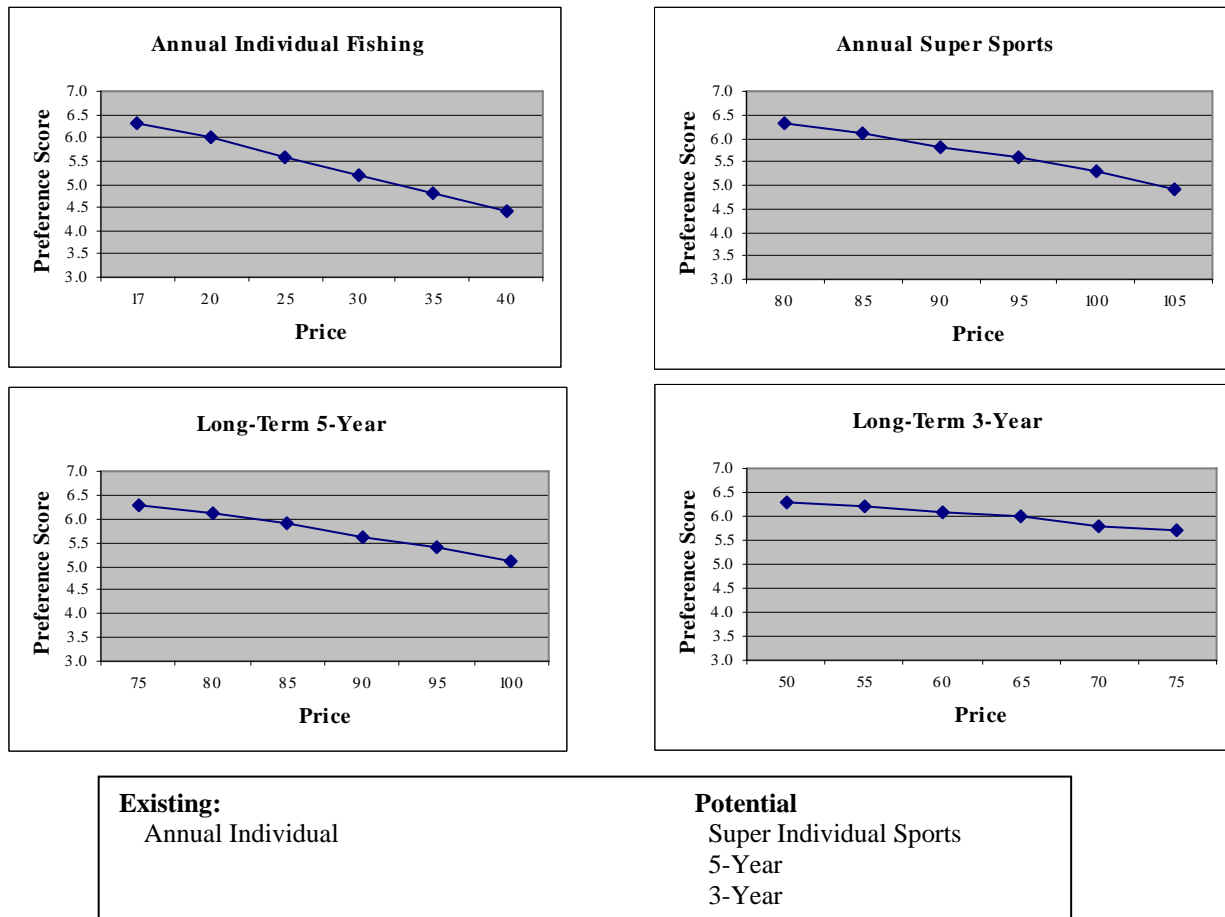 Annual Individual Fishing
7.0
6.5
6.0
5.5
5.0
4.5
4.0
3.5
3.0
Preference Score
17 20 25 30 35 40
Price
Annual Super Sports
7.0
6.5
6.0
5.5
5.0
4.5
4.0
3.5
3.0
Preference Score
80 85 90 95 100 105
Price
Long-Term 5-Year
7.0
6.5
6.0
5.5
5.0
4.5
4.0
3.5
3.0
Preference Score
75 80 85 90 95 100
Price
Long-Term 3-Year
7.0
6.5
6.0
5.5
5.0
4.5
4.0
3.5
3.0
Preference Score
50 55 60 65 70 75
Price
Existing:
Annual Individual
Potential
Super Individual Sports
5-Year
3-Year